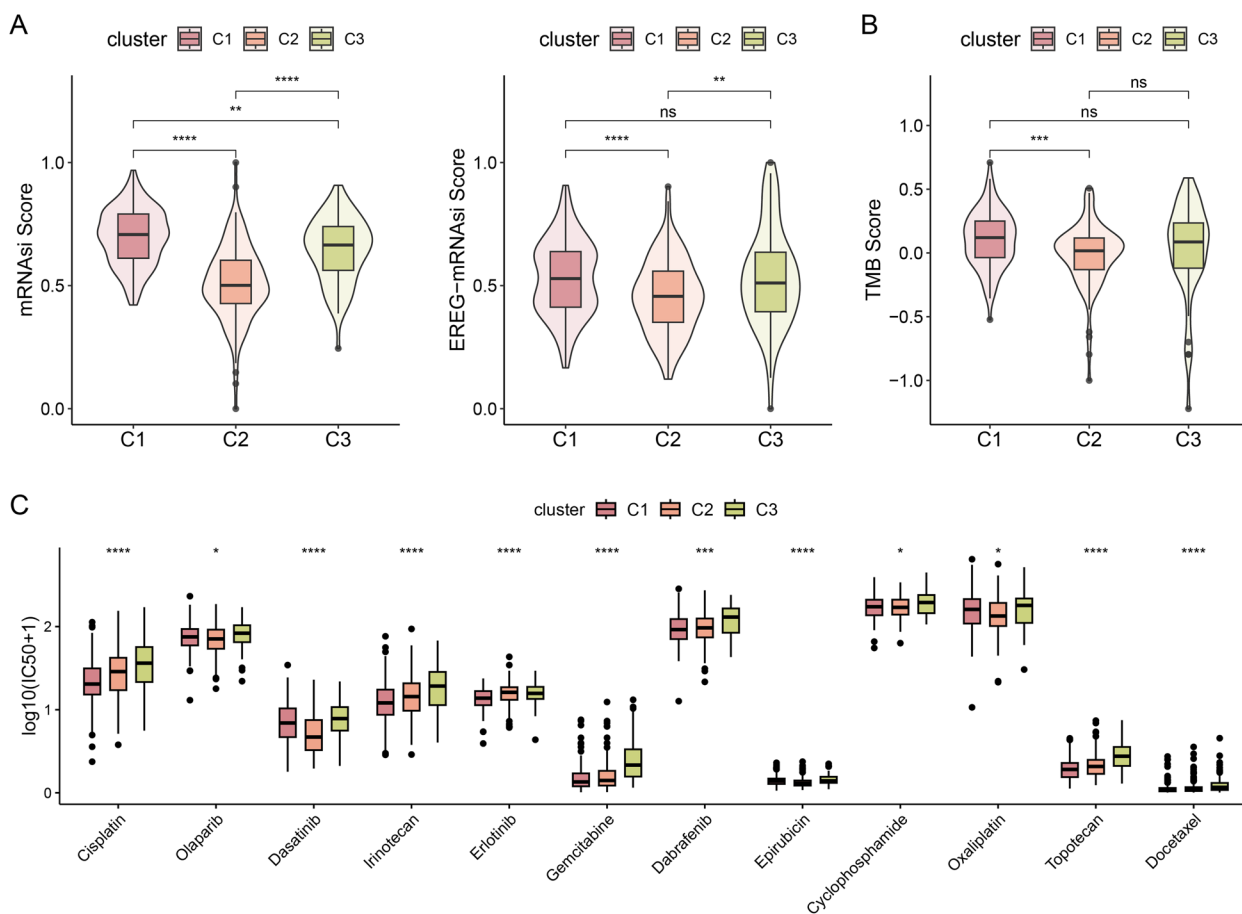 A
cluster C1 C2 C3
**** 
**
****
mRNAsi Score
1.0
0.5
0.0
C1 C2 C3
cluster C1 C2 C3
**
ns
****
EREG−mRNAsi Score
1.0
0.5
0.0
C1 C2 C3
B
cluster C1 C2 C3
ns
ns
***
TMB Score
1.0
0.5
0.0
−0.5
−1.0
C1 C2 C3
C
cluster C1 C2 C3
**** * **** **** **** **** *** **** * * **** ****
log10(IC50+1)
2
1
0
Cisplatin
Olaparib
Dasatinib
Irinotecan
Erlotinib
Gemcitabine
Dabrafenib
Epirubicin
Cyclophosphamide
Oxaliplatin
Topotecan
Docetaxel